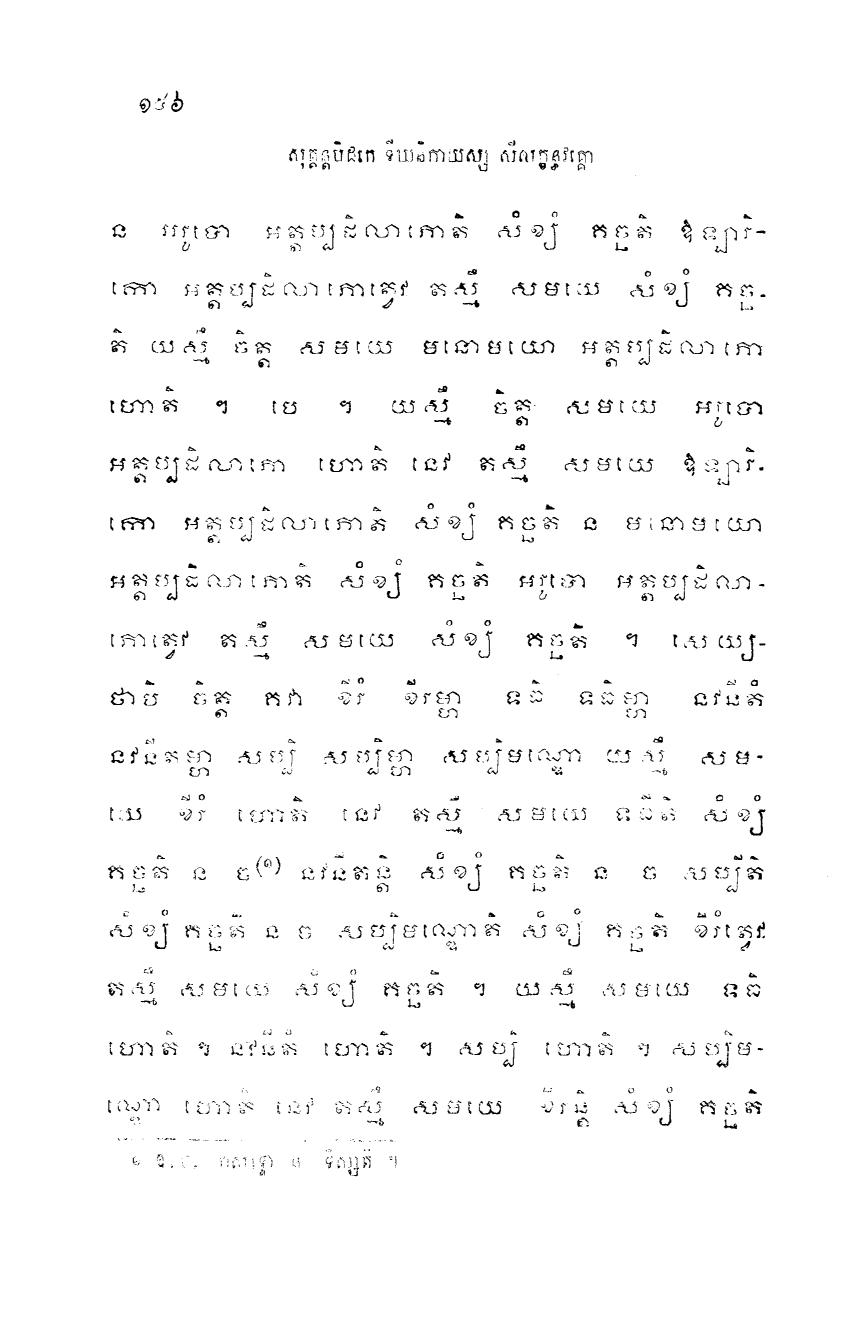 ១៩៦
សុត្តន្តបិដកេ ទីឃនិកាយស្ស សីលក្ខន្ធវគ្គោ
ន អរូបោ អត្តប្បដិលាភោតិ សំខ្យំ គច្ឆតិ ឱឡារិ-
កោ អត្តប្បដិលាភោត្វេវ តស្មឹ សមយេ សំខ្យំ គច្ឆ-
តិ យស្មឹ ចិត្ត សមយេ មនោមយោ អត្តប្បដិលាភោ
ហោតិ ។ បេ ។ យស្មឹ ចិត្ត សមយេ អរូបោ
អត្តប្បដិលាភោ ហោតិ នេវ តស្មឹ សមយេ ឱឡារិ-
កោ អត្តប្បដិលាភោតិ សំខ្យំ គច្ឆតិ ន មនោមយោ
អត្តប្បដិលាភោតិ សំខ្យំ គច្ឆតិ អរូបោ អត្តប្បដិលា-
ភោត្វេវ តស្មឹ សមយេ សំខ្យំ គច្ឆតិ ។ សេយ្យ-
ថាបិ ចិត្ត គវា ខីរំ ខីរម្ហា ទធិ ទធិម្ហា នវនីតំ
នវនីតម្ហា សប្បិ សប្បិម្ហា សប្បិមណ្ឌោ យស្មឹ សម-
យេ ខីរំ ហោតិ នេវ តស្មឹ សមយេ ទធីតិ សំខ្យំ
គច្ឆតិ ន ច(១) នវនីតន្តិ សំខ្យំ គច្ឆតិ ន ច សប្បីតិ
សំខ្យំ គច្ឆតិ ន ច សប្បិមណ្ឌោតិ សំខ្យំ គច្ឆតិ ខីរំត្វេវ
តស្មឹ សមយេ សំខ្យំ គច្ឆតិ ។ យស្មឹ សមយេ ទធិ
ហោតិ ។ នវនីតំ ហោតិ ។ សប្បិ ហោតិ ។ សប្បិម-
ណ្ឌោ ហោតិ នេវ តស្មឹ សមយេ ខីរន្តិ សំខ្យំ គច្ឆតិ
១ ឱ.ម. ន ទិស្សតិ ។